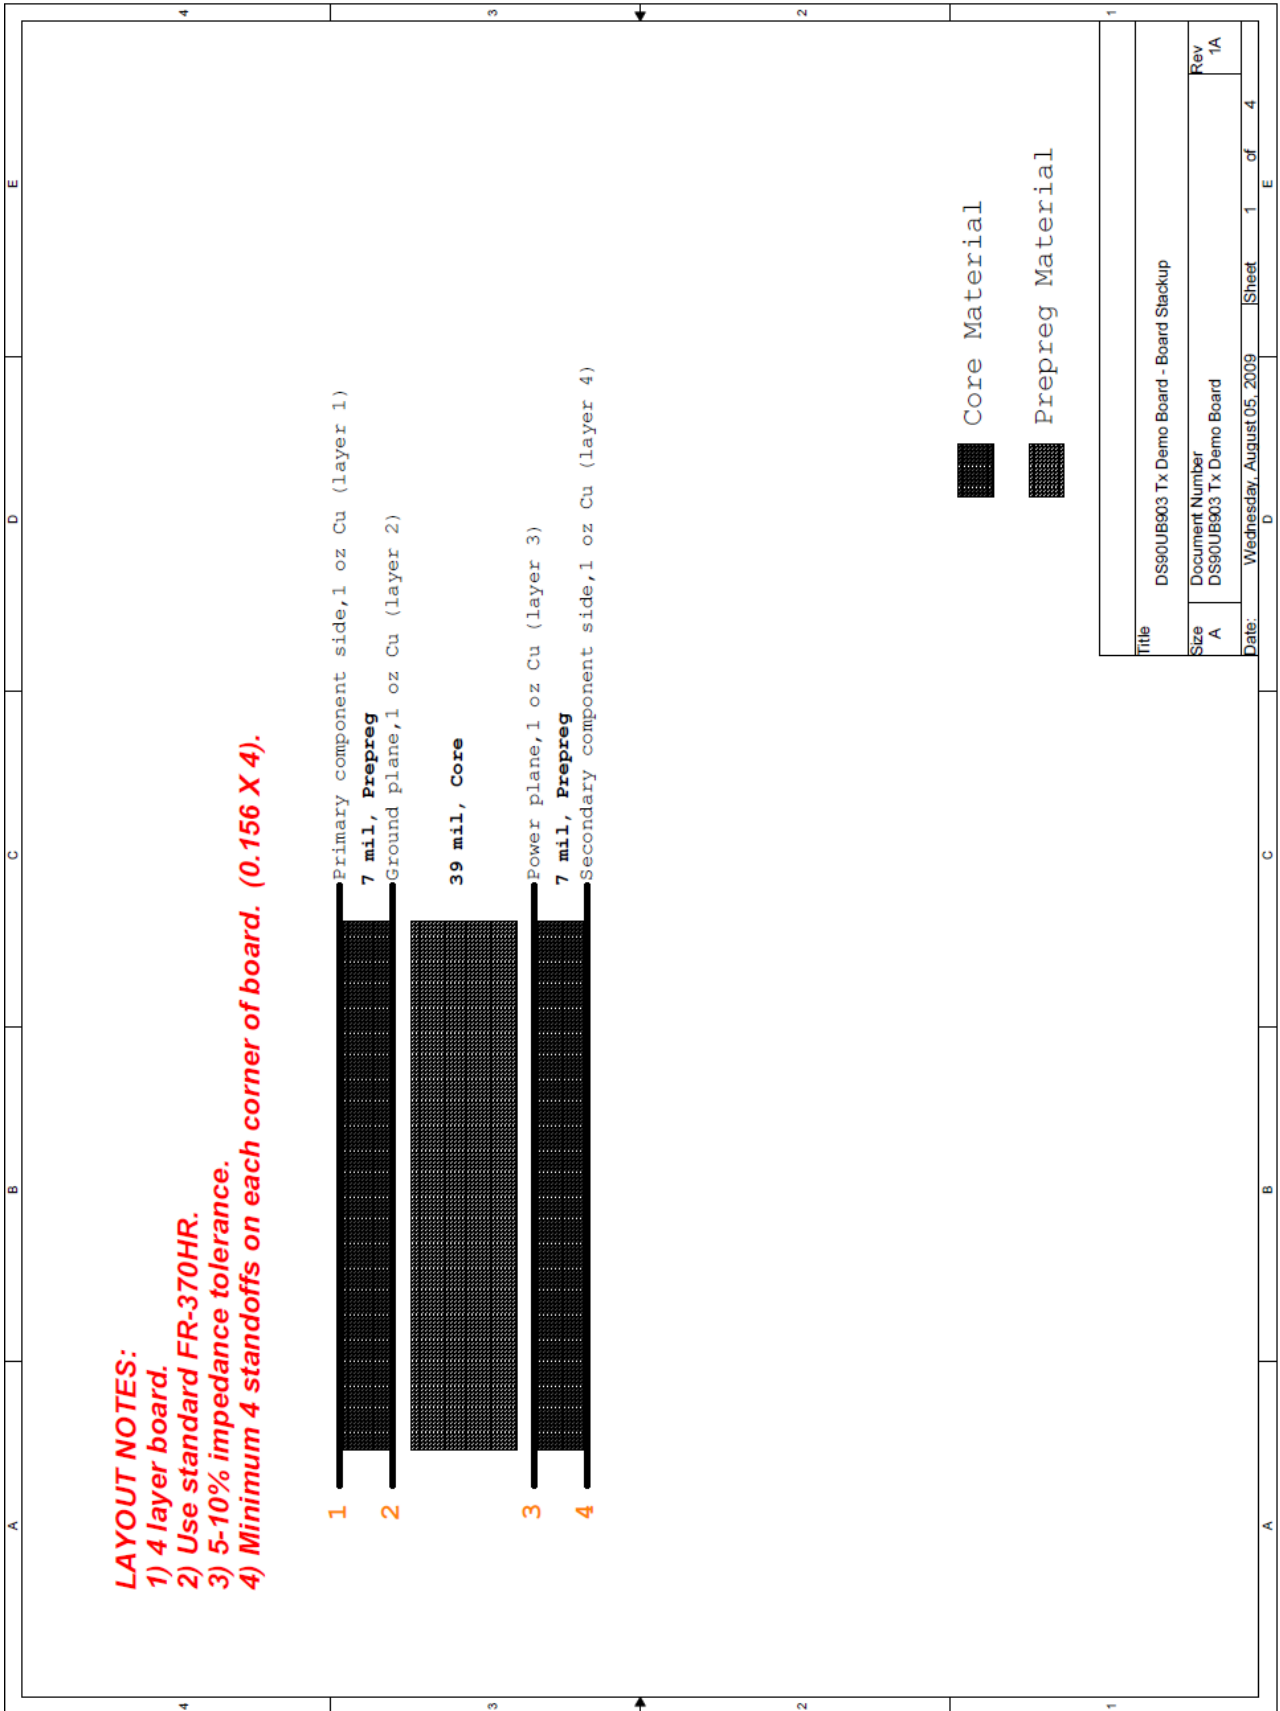 A
B
C
D
E
4
3
2
1
LAYOUT NOTES:
1) 4 layer board.
2) Use standard FR-370HR.
3) 5-10% impedance tolerance.
4) Minimum 4 standoffs on each corner of board. (0.156 X 4).
1
Primary component side,1 oz Cu (layer 1)
7 mil, Prepreg
2
Ground plane,1 oz Cu (layer 2)
39 mil, Core
3
Power plane,1 oz Cu (layer 3)
7 mil, Prepreg
4
Secondary component side,1 oz Cu (layer 4)
Core Material
Prepreg Material
Title
DS90UB903 Tx Demo Board - Board Stackup
Size
A
Document Number
DS90UB903 Tx Demo Board
Rev
1A
Date:
Wednesday, August 05, 2009
Sheet 1 of 4
4
3
2
1
A
B
C
D
E